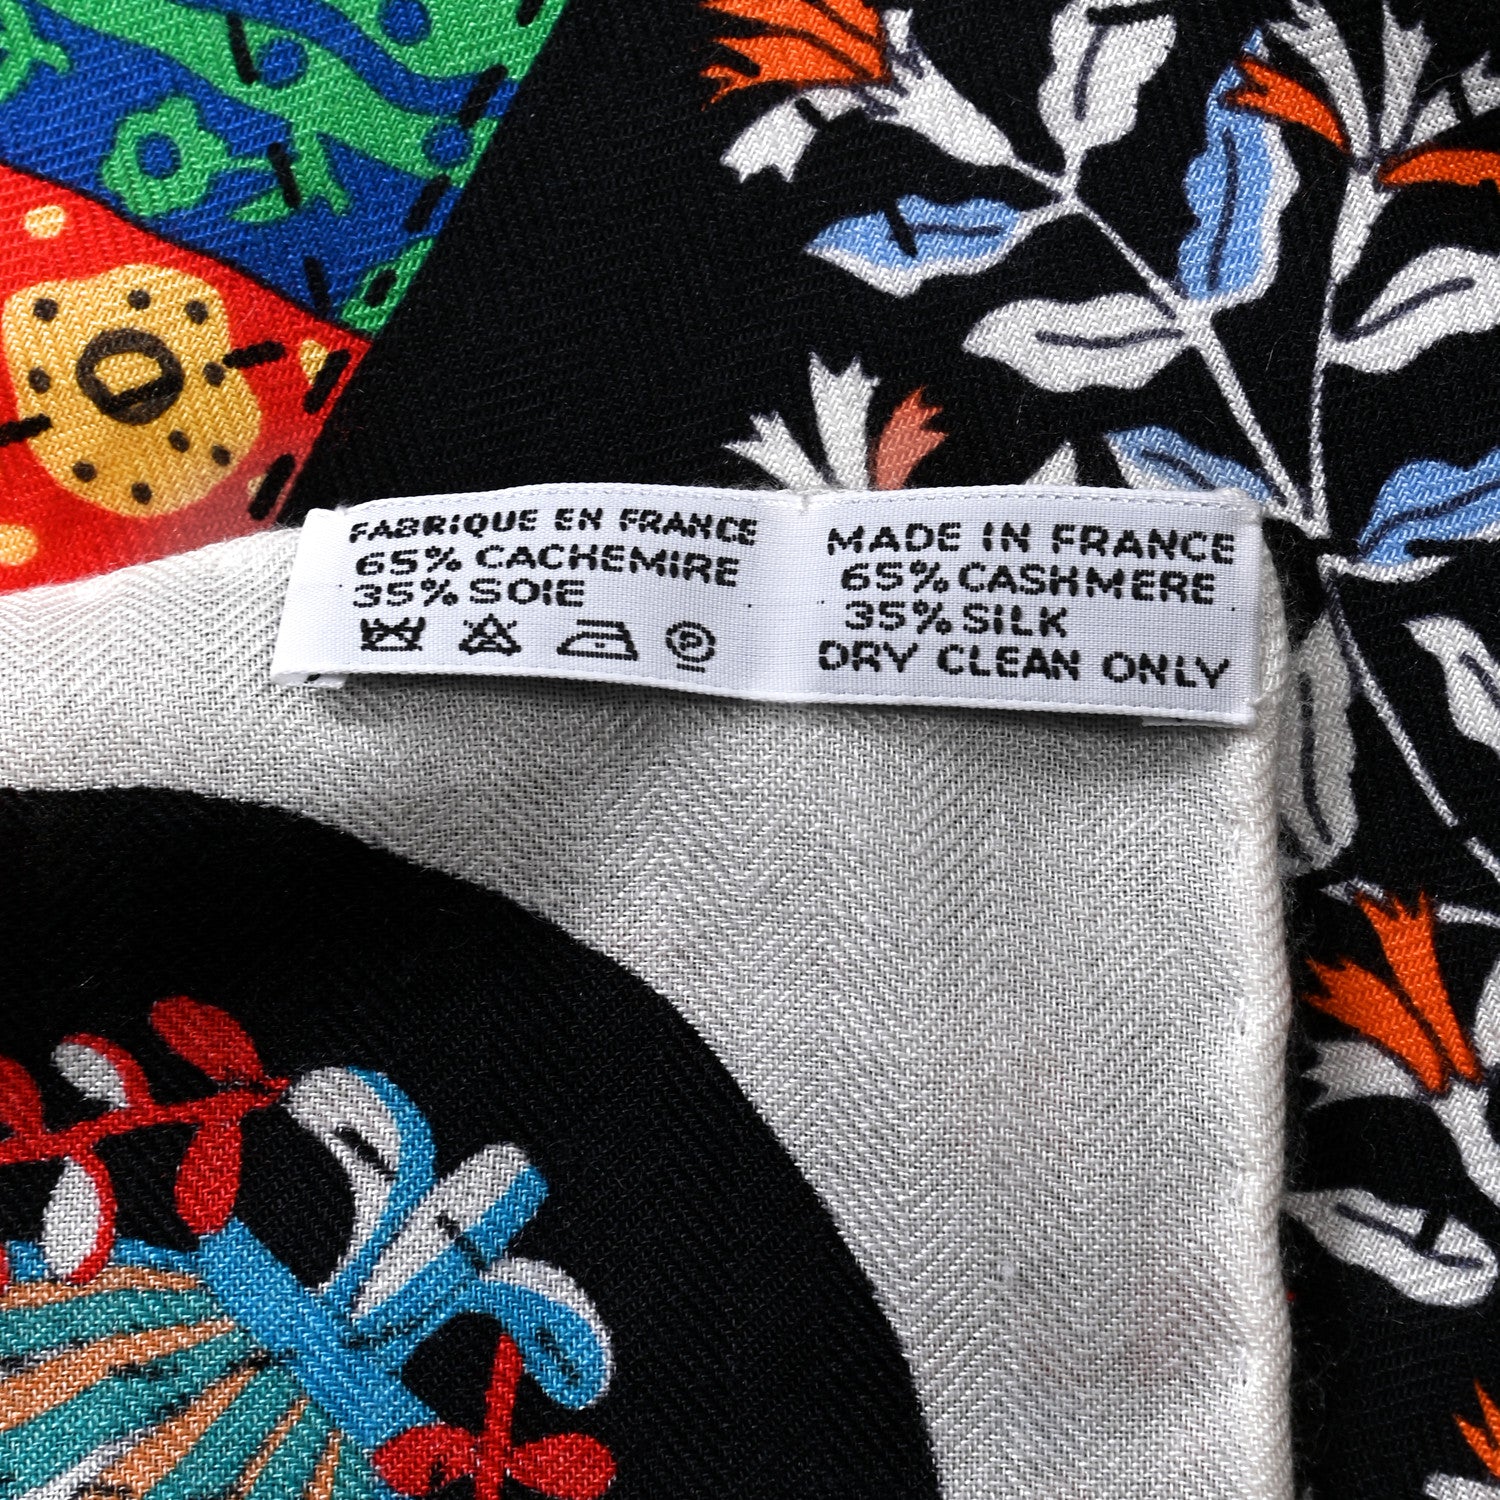 FABRIQUE EN FRANCE
65% CACHEMIRE
35% SOIE
P
MADE IN FRANCE
65% CASHMERE
35% SILK
DRY CLEAN ONLY